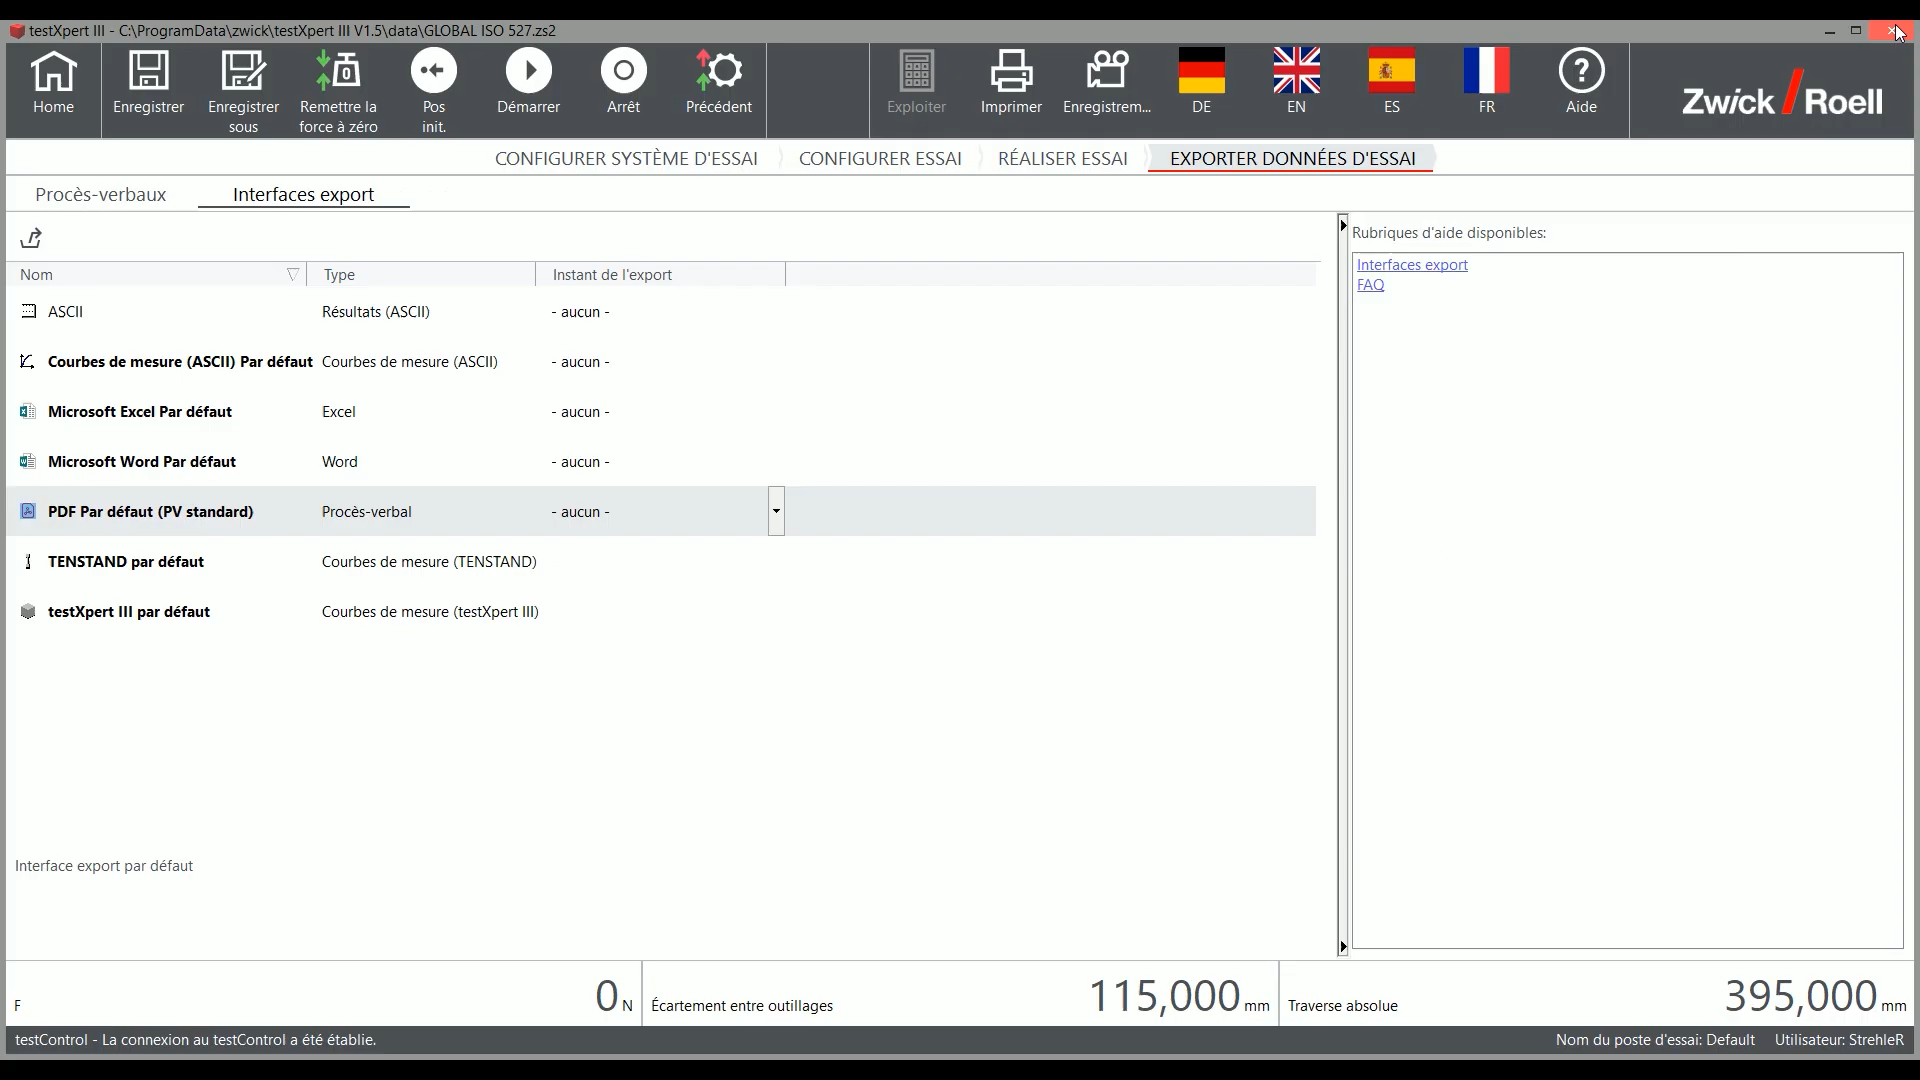 testXpert III - C:\ProgramData\zwick\testXpert III V1.5\data\GLOBAL ISO 527.zs2
Home
Enregistrer
Enregistrer sous
Remettre la force à zéro
Pos init.
Démarrer
Arrêt
Précédent
Exploiter
Imprimer
Enregistrem...
DE
EN
ES
FR
Aide
Zwick / Roell
CONFIGURER SYSTÈME D'ESSAI
CONFIGURER ESSAI
RÉALISER ESSAI
EXPORTER DONNÉES D'ESSAI
Procès-verbaux
Interfaces export
Nom Type Instant de l'export
ASCII Résultats (ASCII) - aucun -
Courbes de mesure (ASCII) Par défaut Courbes de mesure (ASCII) - aucun -
Microsoft Excel Par défaut Excel - aucun -
Microsoft Word Par défaut Word - aucun -
PDF Par défaut (PV standard) Procès-verbal - aucun -
TENSTAND par défaut Courbes de mesure (TENSTAND)
testXpert III par défaut Courbes de mesure (testXpert III)
Interface export par défaut
Rubriques d'aide disponibles:
Interfaces export
FAQ
F 0 N
Écartement entre outillages 115,000 mm
Traverse absolue 395,000 mm
testControl - La connexion au testControl a été établie.
Nom du poste d'essai: Default
Utilisateur: StrehleR